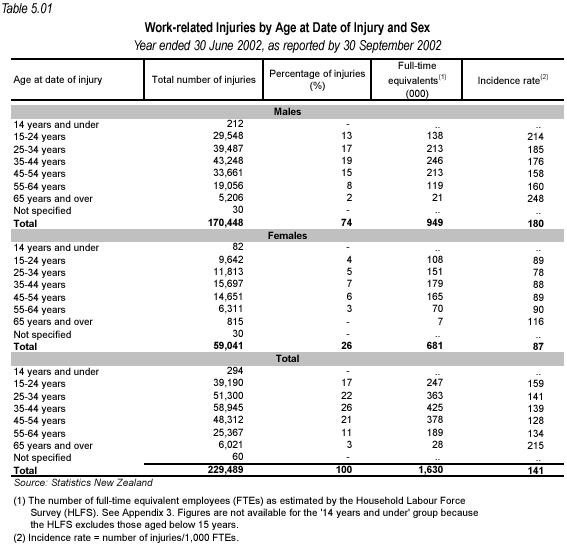 Table 5.01
Work-related Injuries by Age at Date of Injury and Sex
Year ended 30 June 2002, as reported by 30 September 2002
Age at date of injury Total number of injuries Percentage of injuries (%) Full-time equivalents(1) (000) Incidence rate(2)
Males
14 years and under 212 - .. ..
15-24 years 29,548 13 138 214
25-34 years 39,487 17 213 185
35-44 years 43,248 19 246 176
45-54 years 33,661 15 213 158
55-64 years 19,056 8 119 160
65 years and over 5,206 2 21 248
Not specified 30 - .. ..
Total 170,448 74 949 180
Females
14 years and under 82 - .. ..
15-24 years 9,642 4 108 89
25-34 years 11,813 5 151 78
35-44 years 15,697 7 179 88
45-54 years 14,651 6 165 89
55-64 years 6,311 3 70 90
65 years and over 815 - 7 116
Not specified 30 - .. ..
Total 59,041 26 681 87
Total
14 years and under 294 - .. ..
15-24 years 39,190 17 247 159
25-34 years 51,300 22 363 141
35-44 years 58,945 26 425 139
45-54 years 48,312 21 378 128
55-64 years 25,367 11 189 134
65 years and over 6,021 3 28 215
Not specified 60 - .. ..
Total 229,489 100 1,630 141
Source: Statistics New Zealand
(1) The number of full-time equivalent employees (FTEs) as estimated by the Household Labour Force
Survey (HLFS). See Appendix 3. Figures are not available for the '14 years and under' group because
the HLFS excludes those aged below 15 years.
(2) Incidence rate = number of injuries/1,000 FTEs.